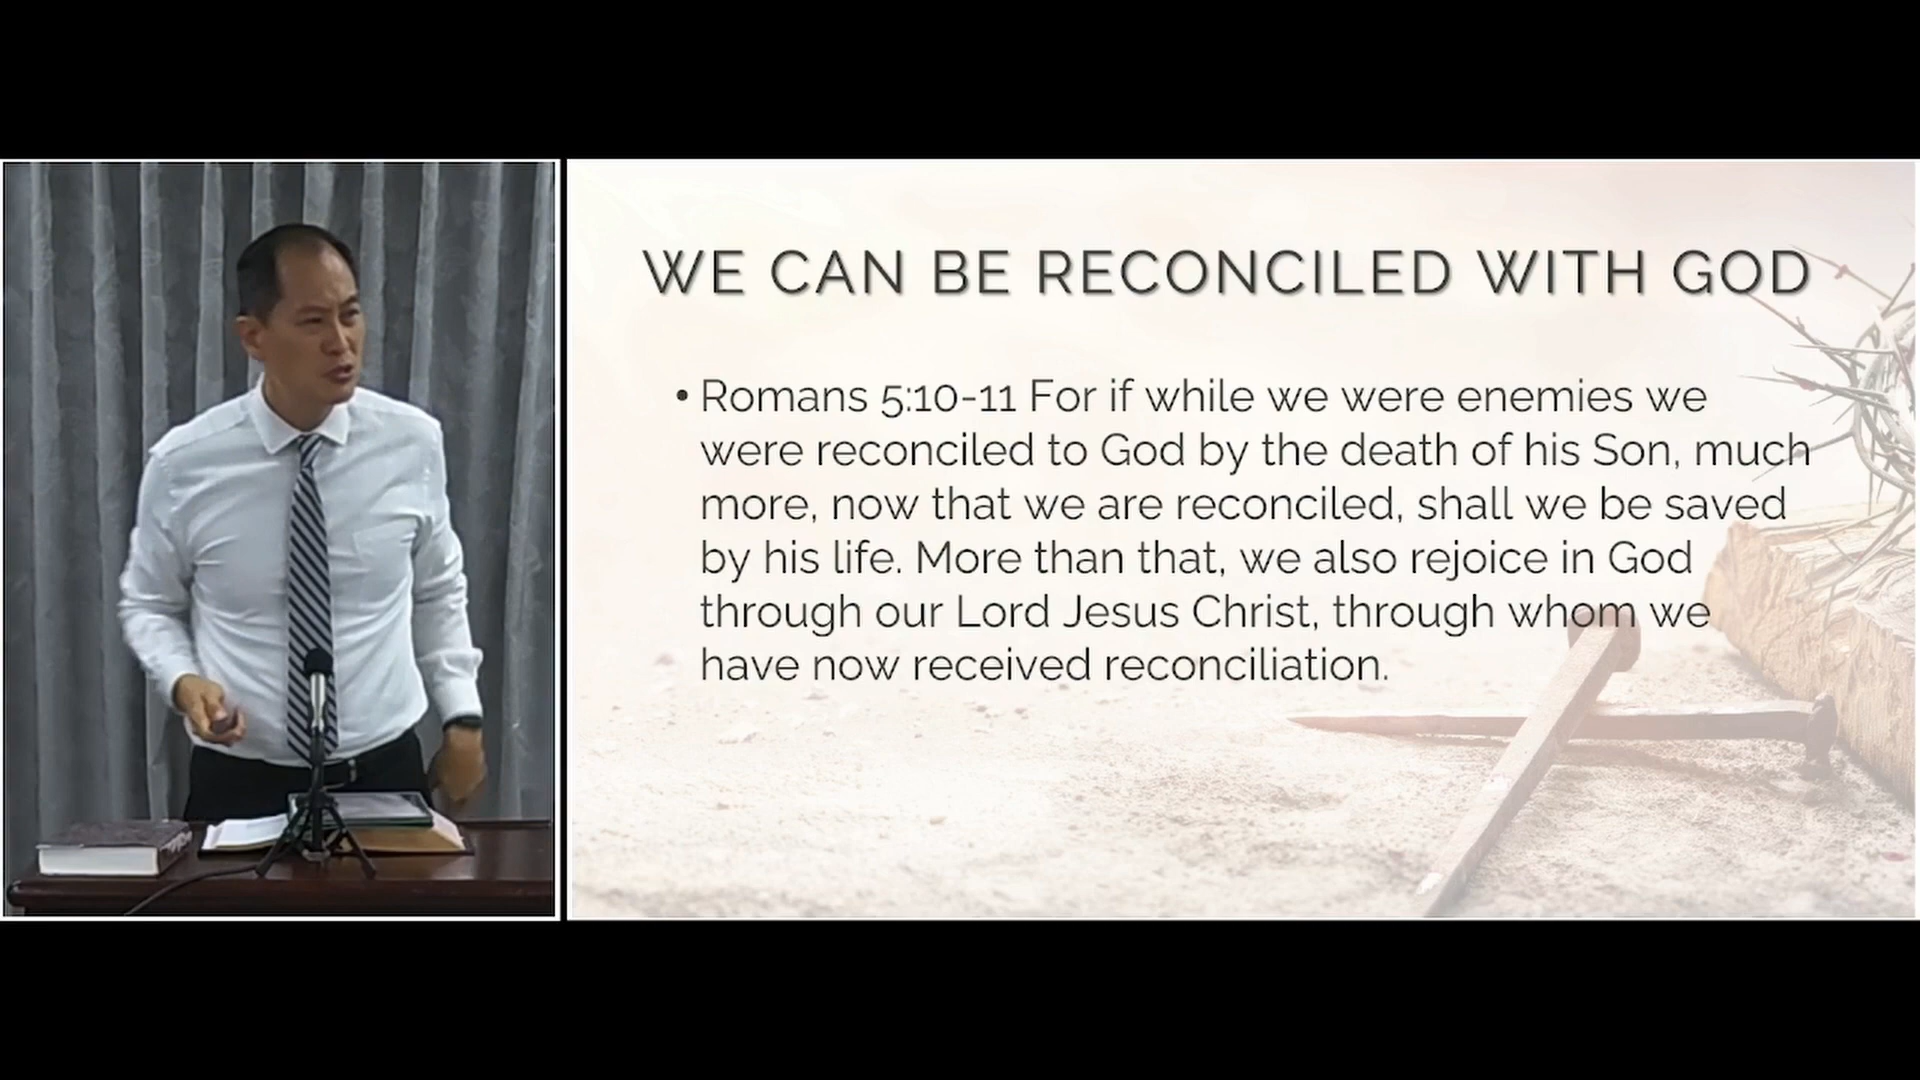 WE CAN BE RECONCILED WITH GOD
• Romans 5:10-11 For if while we were enemies we
were reconciled to God by the death of his Son, much
more, now that we are reconciled, shall we be saved
by his life. More than that, we also rejoice in God
through our Lord Jesus Christ, through whom we
have now received reconciliation.